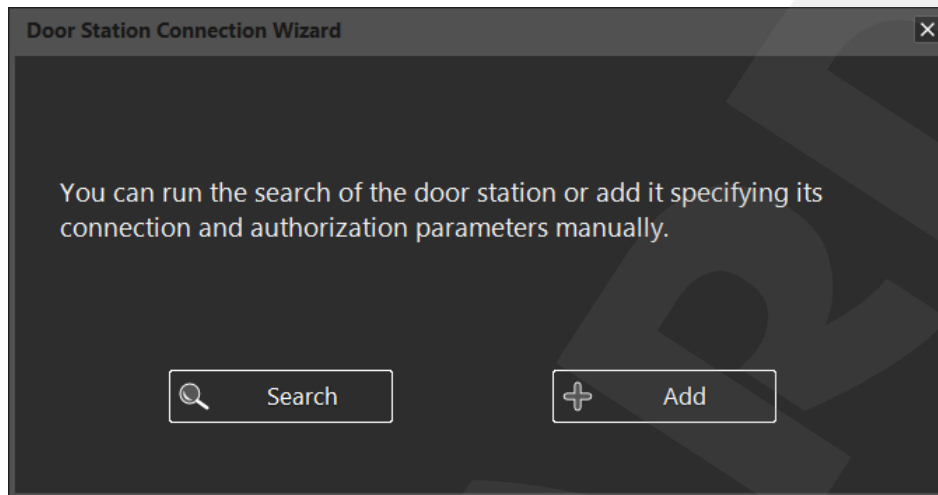 Door Station Connection Wizard
You can run the search of the door station or add it specifying its
connection and authorization parameters manually.
Search
Add